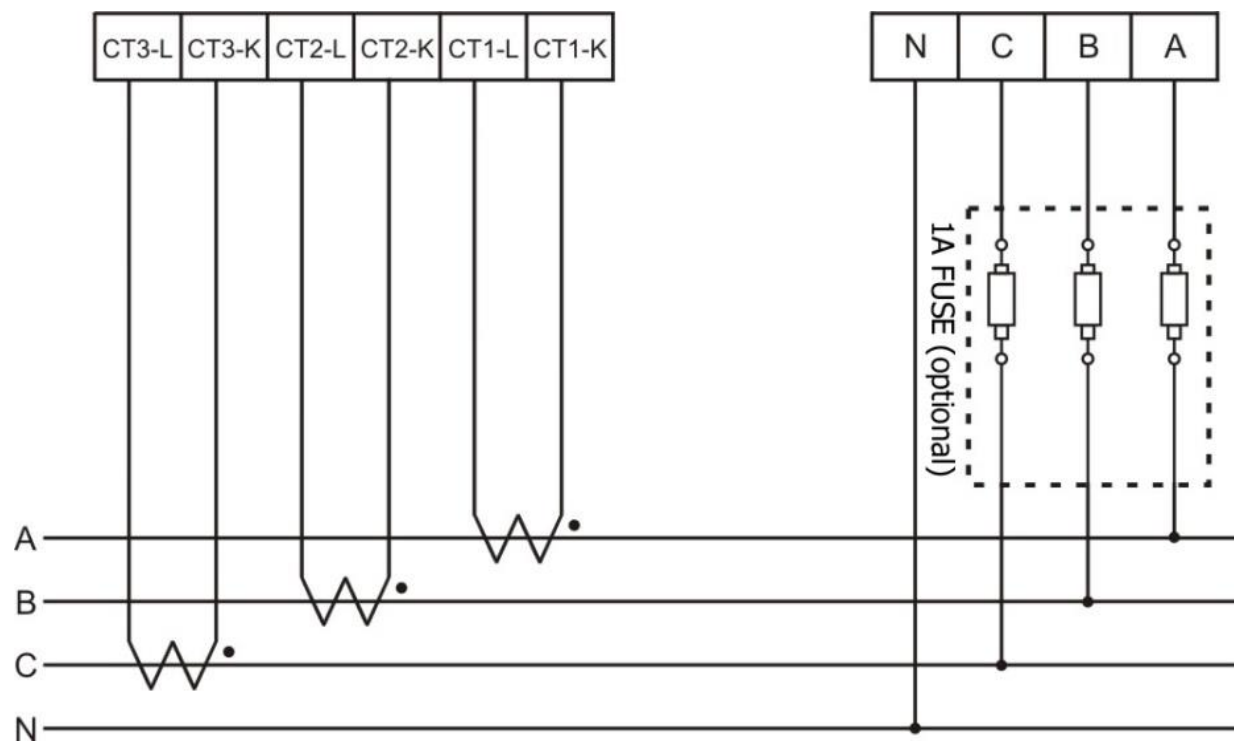 CT3-L CT3-K CT2-L CT2-K CT1-L CT1-K
N C B A
1A FUSE (optional)
A
B
C
N